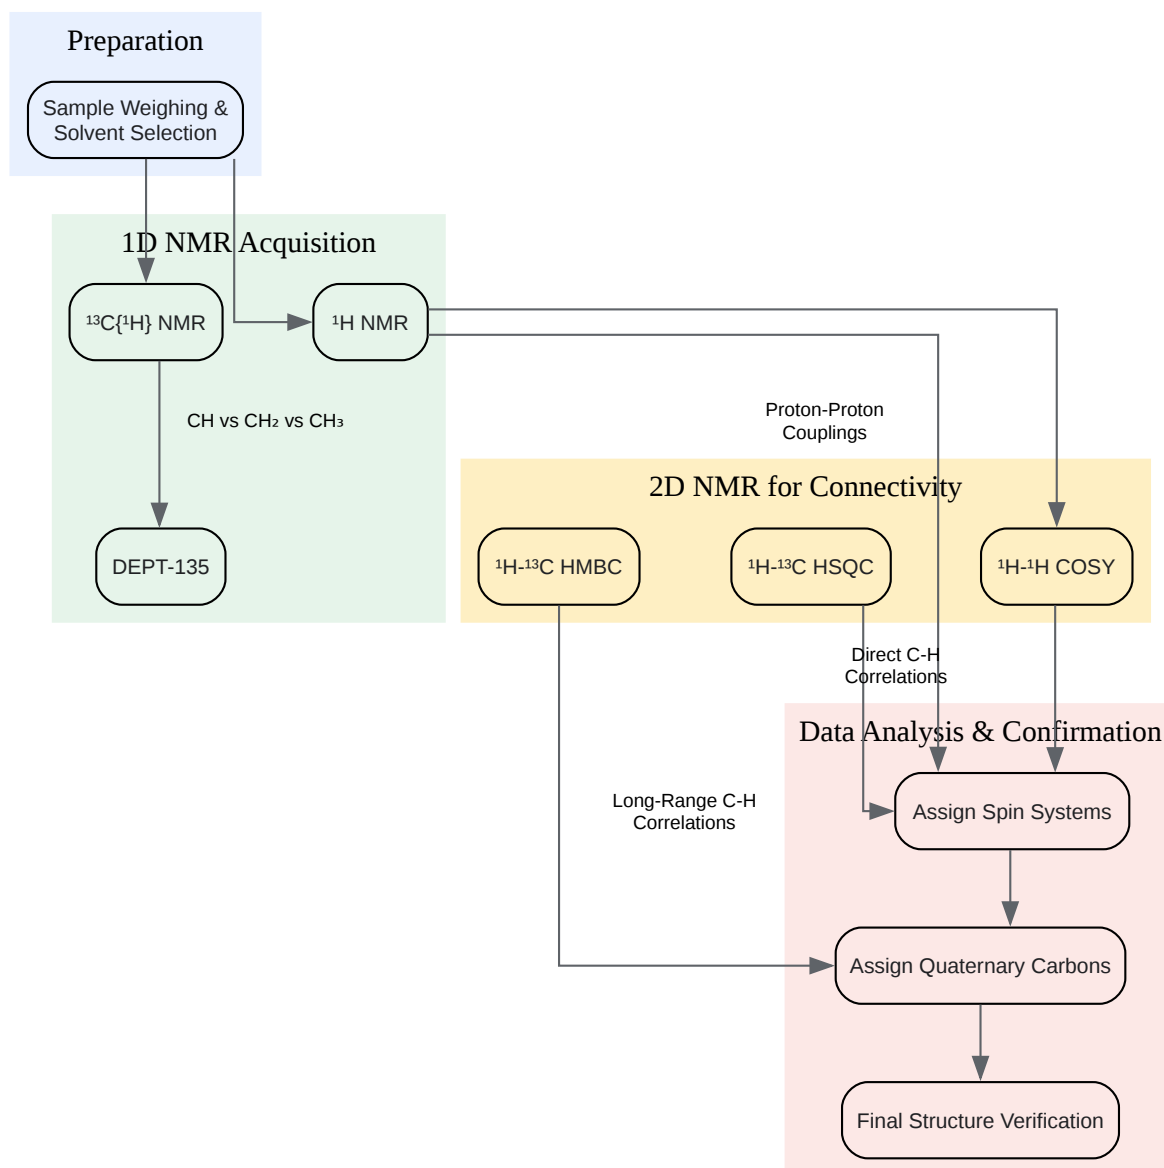 Preparation
Sample Weighing &
Solvent Selection
1D NMR Acquisition
¹³C{¹H} NMR
¹H NMR
CH vs CH₂ vs CH₃
Proton-Proton
Couplings
2D NMR for Connectivity
DEPT-135
¹H-¹³C HMBC
¹H-¹³C HSQC
¹H-¹H COSY
Direct C-H
Correlations
Data Analysis & Confirmation
Long-Range C-H
Correlations
Assign Spin Systems
Assign Quaternary Carbons
Final Structure Verification